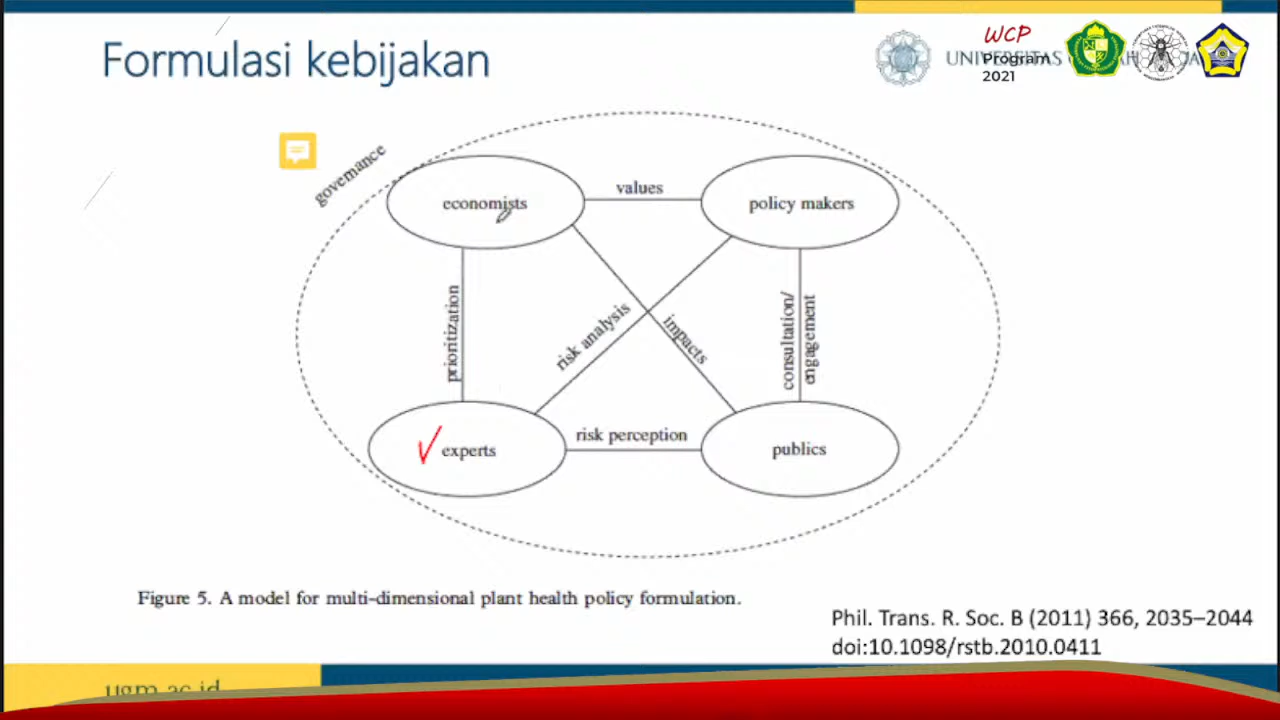 Formulasi kebijakan
WCP
Program
2021
governance
economists
values
policy makers
prioritization
risk analysis
impacts
consultation/
engagement
experts
risk perception
publics
Figure 5. A model for multi-dimensional plant health policy formulation.
Phil. Trans. R. Soc. B (2011) 366, 2035–2044
doi:10.1098/rstb.2010.0411
ugm.ac.id